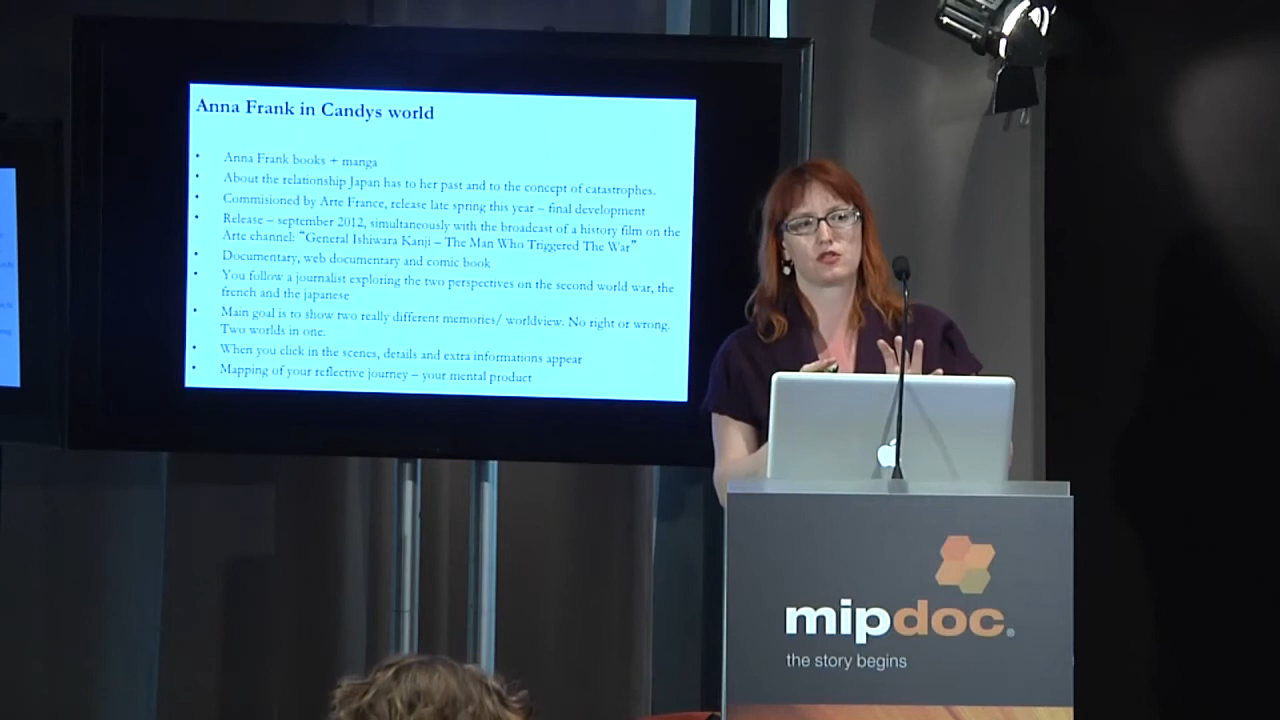 Anna Frank in Candys world
• Anna Frank books + manga
• About the relationship Japan has to her past and to the concept of catastrophes.
• Commisioned by Arte France, release late spring this year – final development
• Release – september 2012, simultaneously with the broadcast of a history film on the
Arte channel: “General Ishiwara Kanji – The Man Who Triggered The War”
• Documentary, web documentary and comic book
• You follow a journalist exploring the two perspectives on the second world war, the
french and the japanese
• Main goal is to show two really different memories/ worldview. No right or wrong.
Two worlds in one.
• When you click in the scenes, details and extra informations appear
• Mapping of your reflective journey – your mental product
mipdoc.
the story begins